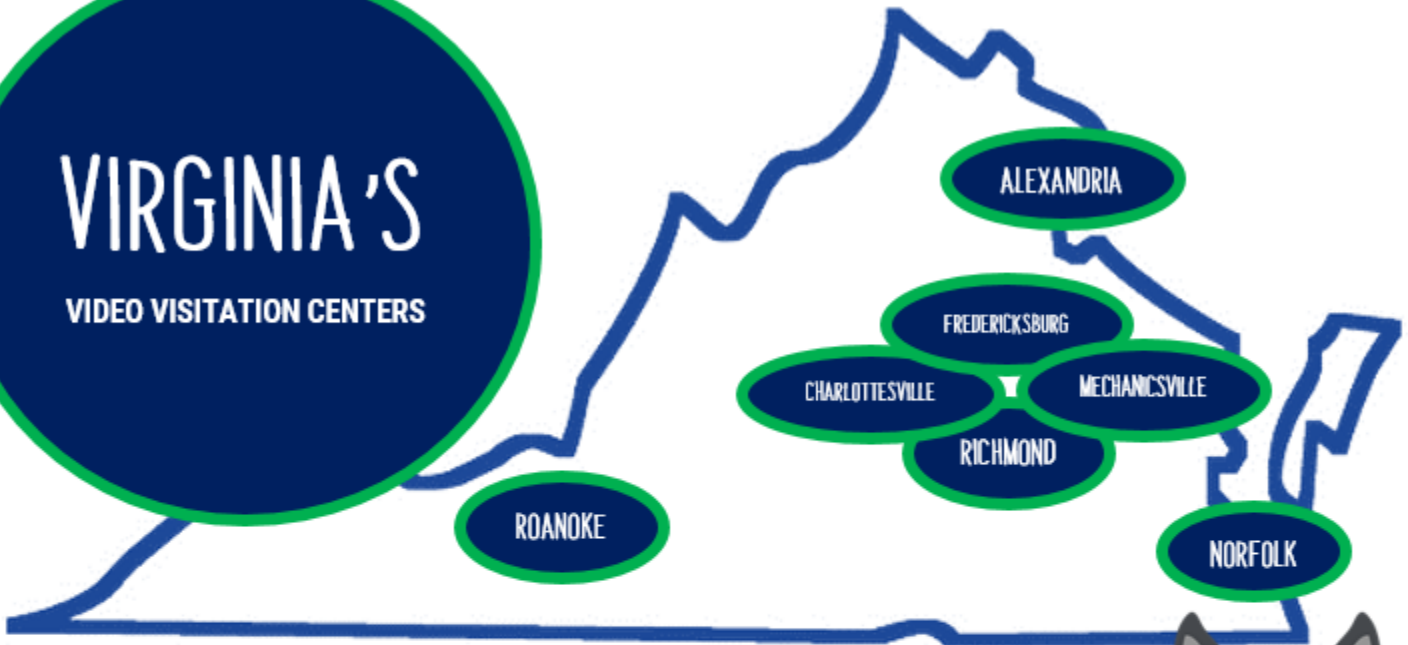 VIRGINIA'S
VIDEO VISITATION CENTERS
ALEXANDRIA
FREDERICKSBURG
CHARLOTTESVILLE
MECHANICSVILLE
RICHMOND
ROANOKE
NORFOLK